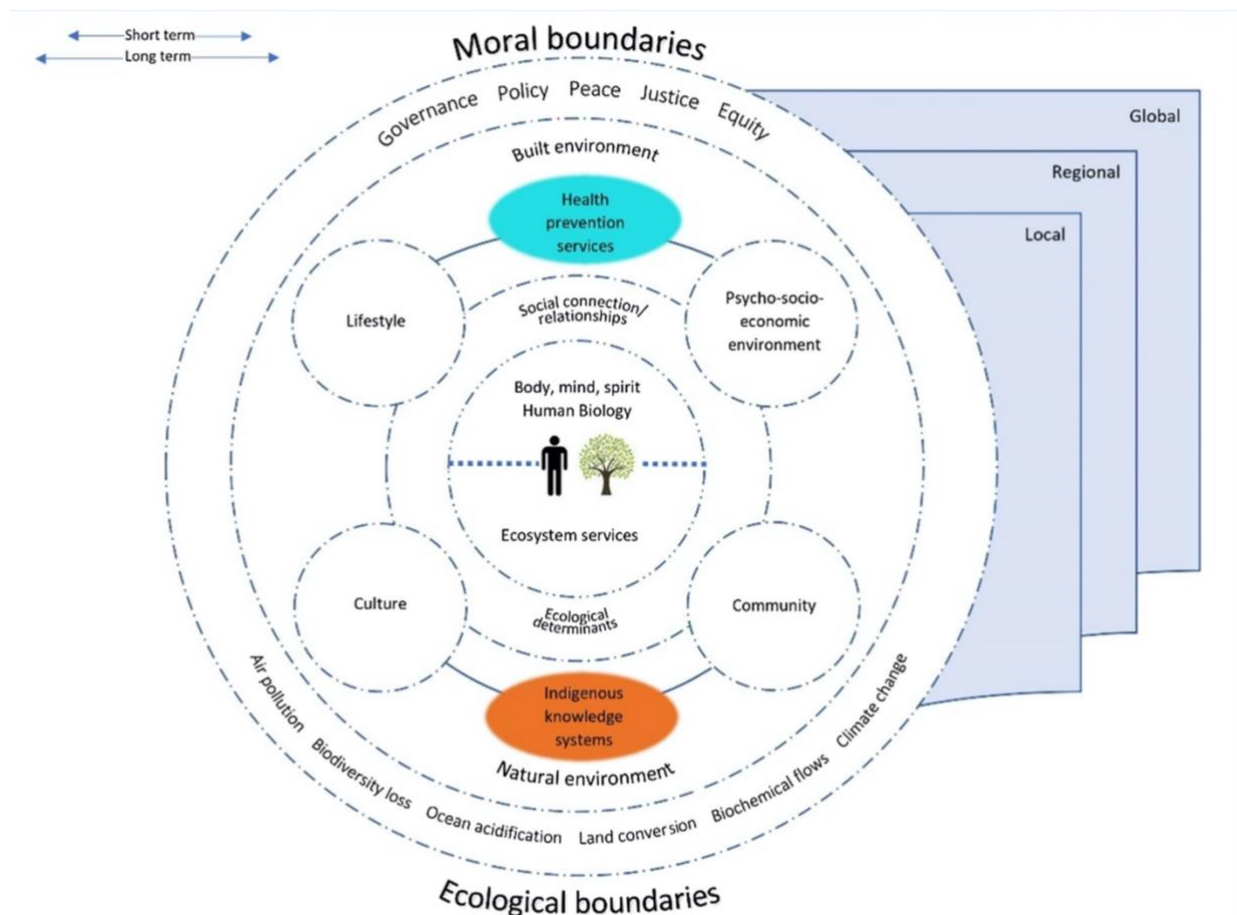 Short term
Long term
Moral boundaries
Governance Policy Peace Justice Equity
Global
Regional
Local
Built environment
Health
prevention
services
Lifestyle
Social connection/
relationships
Psycho-socio-
economic
environment
Body, mind, spirit
Human Biology
Ecosystem services
Culture
Ecological
determinants
Community
Indigenous
knowledge
systems
Natural environment
Air pollution Biodiversity loss Ocean acidification Land conversion Biochemical flows Climate change
Ecological boundaries